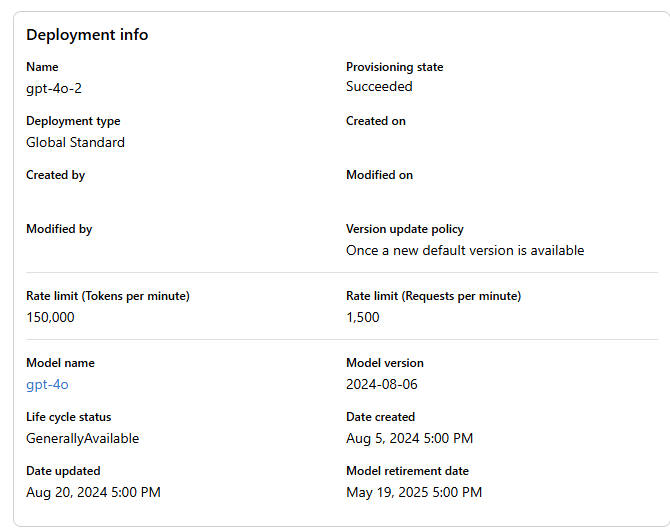 Deployment info
Name
gpt-4o-2
Provisioning state
Succeeded
Deployment type
Global Standard
Created on
Created by
Modified on
Modified by
Version update policy
Once a new default version is available
Rate limit (Tokens per minute)
150,000
Rate limit (Requests per minute)
1,500
Model name
gpt-4o
Model version
2024-08-06
Life cycle status
GenerallyAvailable
Date created
Aug 5, 2024 5:00 PM
Date updated
Aug 20, 2024 5:00 PM
Model retirement date
May 19, 2025 5:00 PM